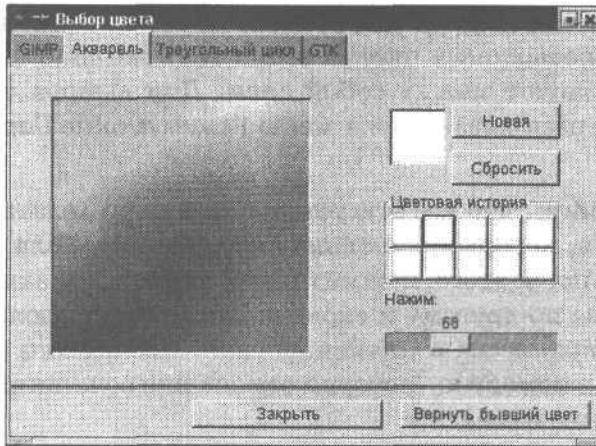 Выбор цвета
GIMP Акварель Треугольный цикл GTK
Новая
Сбросить
Цветовая история
Нажим:
68
Закрыть Вернуть бывший цвет